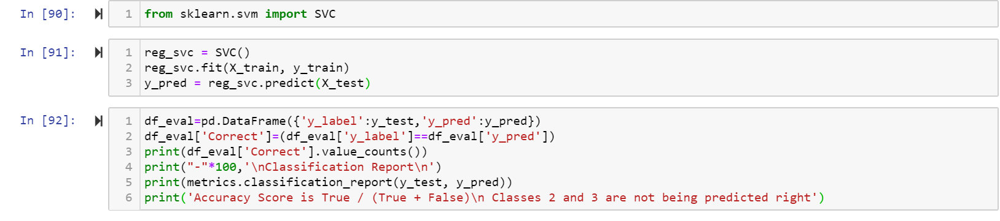 In [90]:
1 from sklearn.svm import SVC
In [91]:
1 reg_svc = SVC()
2 reg_svc.fit(X_train, y_train)
3 y_pred = reg_svc.predict(X_test)
In [92]:
1 df_eval=pd.DataFrame({'y_label':y_test,'y_pred':y_pred})
2 df_eval['Correct']=(df_eval['y_label']==df_eval['y_pred'])
3 print(df_eval['Correct'].value_counts())
4 print("-"*100,'\nClassification Report\n')
5 print(metrics.classification_report(y_test, y_pred))
6 print('Accuracy Score is True / (True + False)\n Classes 2 and 3 are not being predicted right')